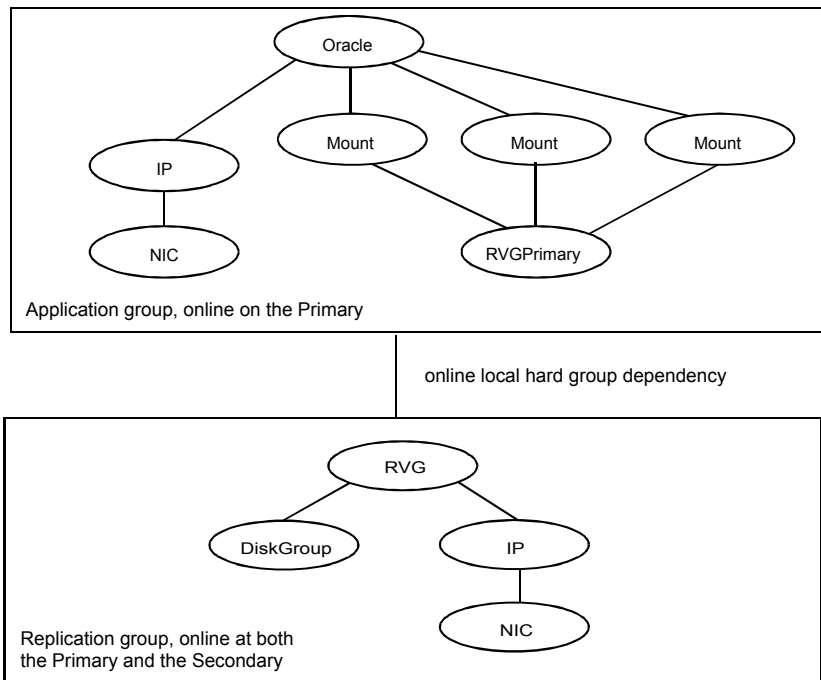 Oracle
Mount
Mount
Mount
IP
NIC
RVGPrimary
Application group, online on the Primary
online local hard group dependency
RVG
DiskGroup
IP
NIC
Replication group, online at both
the Primary and the Secondary